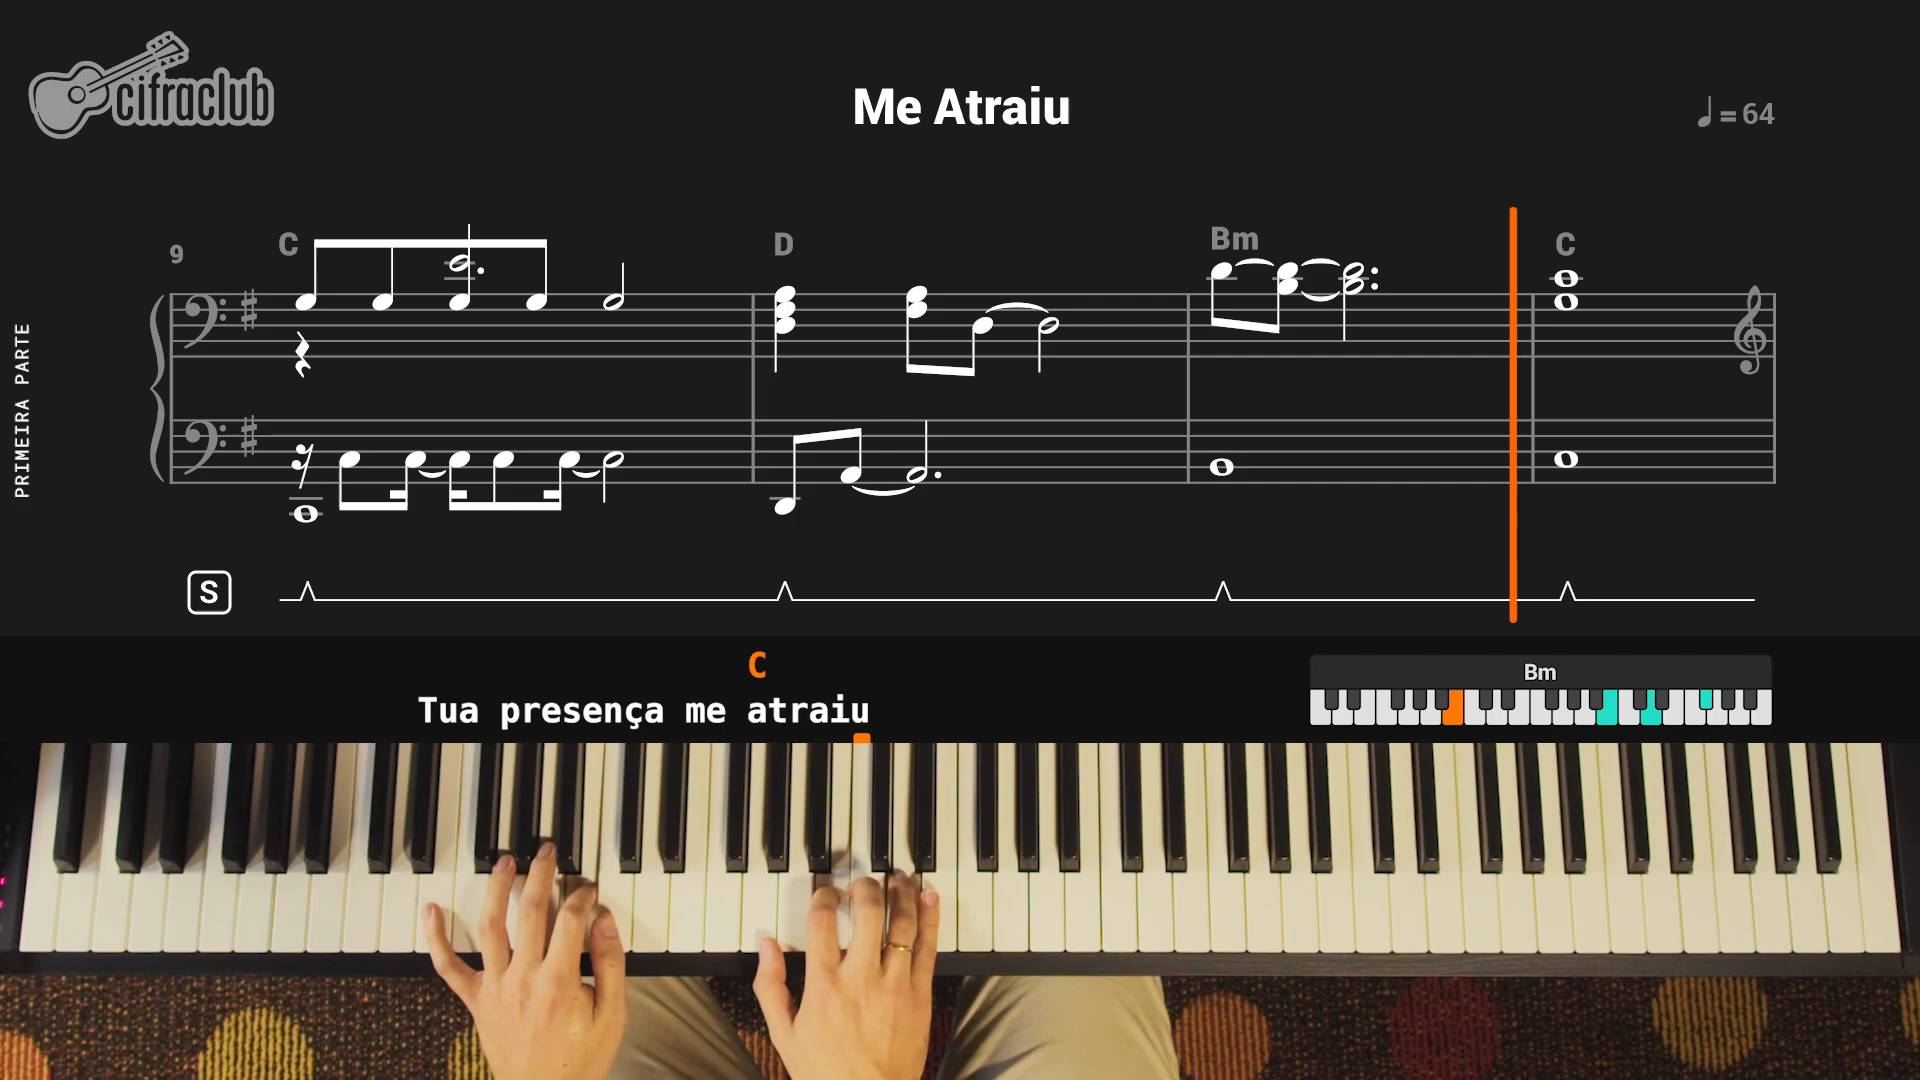 cifraclub
Me Atraiu
= 64
9
C
D
Bm
C
PRIMEIRA PARTE
S
C
Tua presença me atraiu
Bm